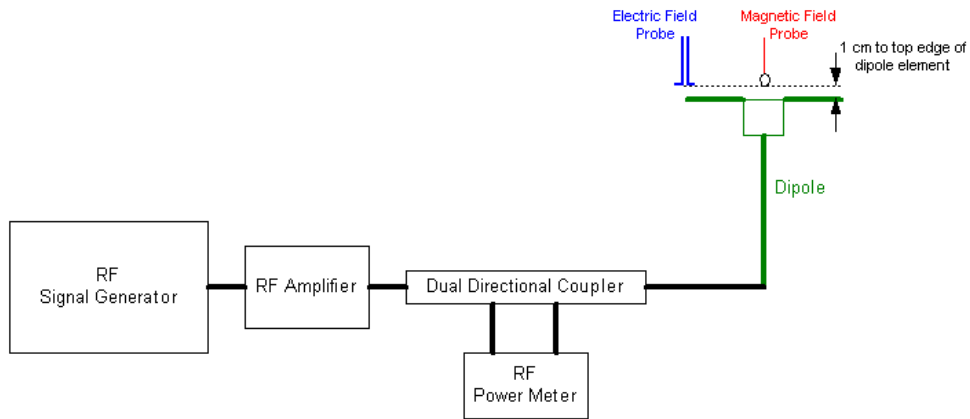 Electric Field
Probe
Magnetic Field
Probe
1 cm to top edge of
dipole element
Dipole
RF
Signal Generator
RF Amplifier
Dual Directional Coupler
RF
Power Meter